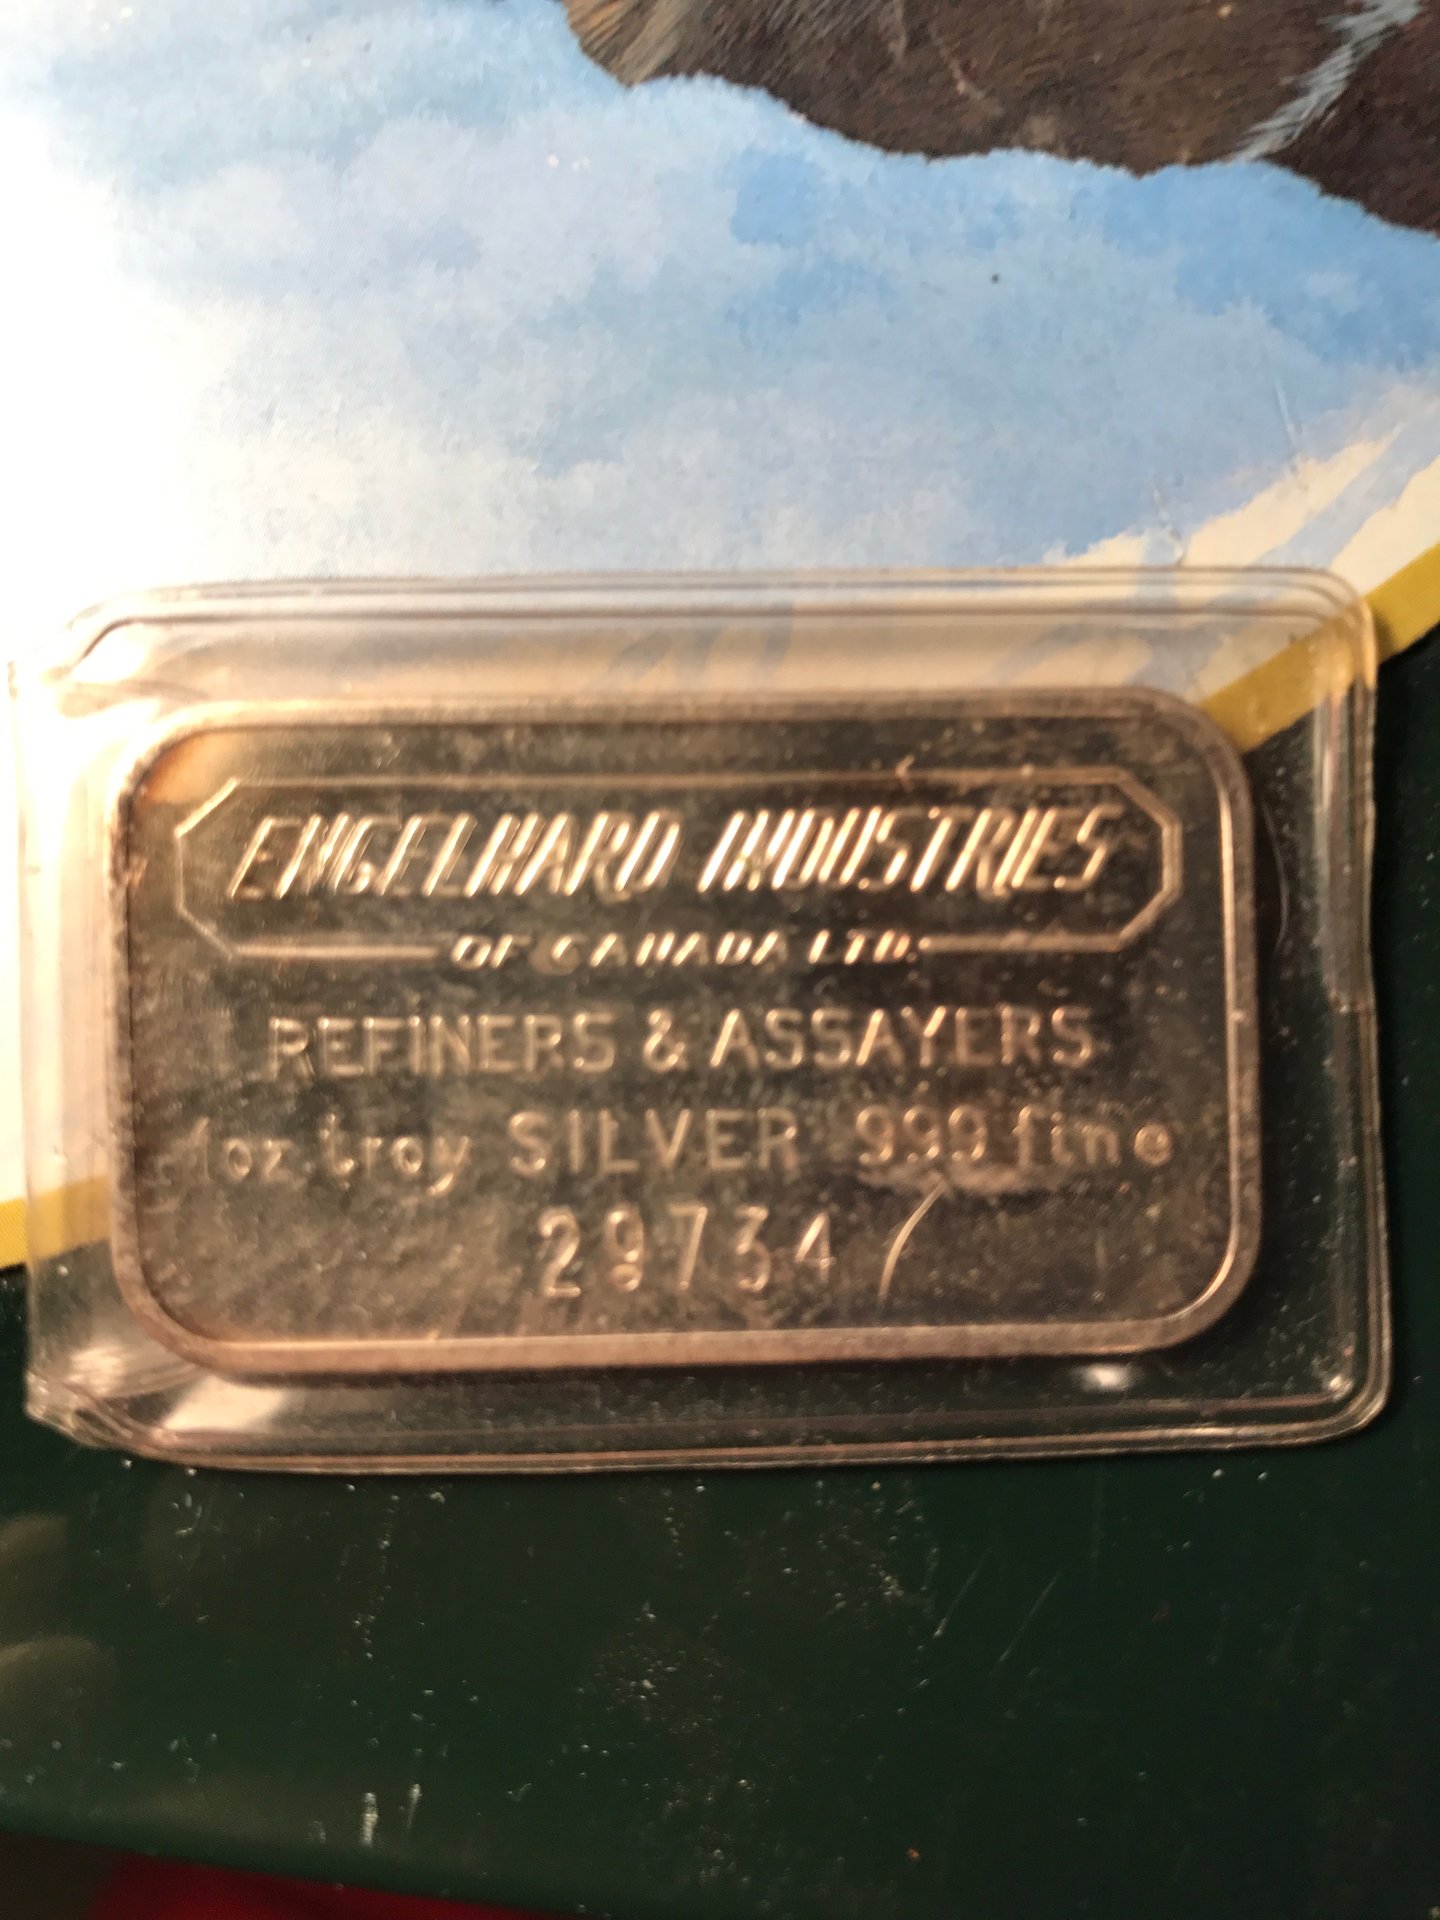 ENGELHARD INDUSTRIES
OF CANADA LTD.
REFINERS & ASSAYERS
1oz troy SILVER 999 fine
29734